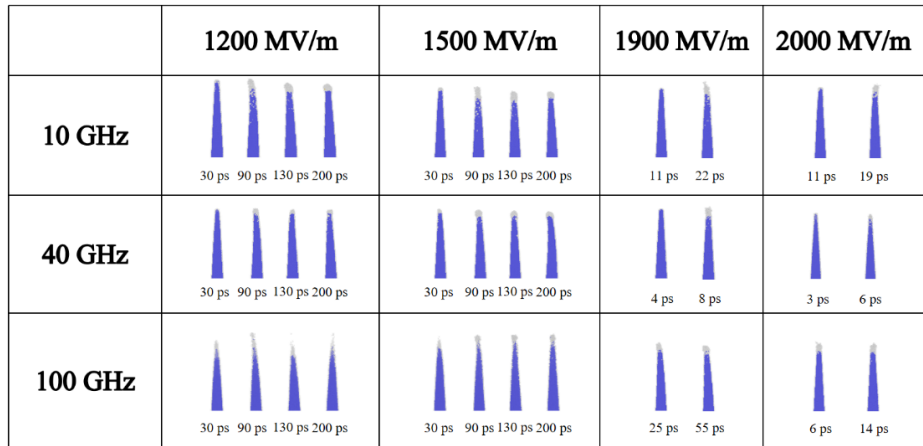 1200 MV/m 1500 MV/m 1900 MV/m 2000 MV/m
10 GHz
30 ps 90 ps 130 ps 200 ps 30 ps 90 ps 130 ps 200 ps 11 ps 22 ps 11 ps 19 ps
40 GHz
30 ps 90 ps 130 ps 200 ps 30 ps 90 ps 130 ps 200 ps 4 ps 8 ps 3 ps 6 ps
100 GHz
30 ps 90 ps 130 ps 200 ps 30 ps 90 ps 130 ps 200 ps 25 ps 55 ps 6 ps 14 ps